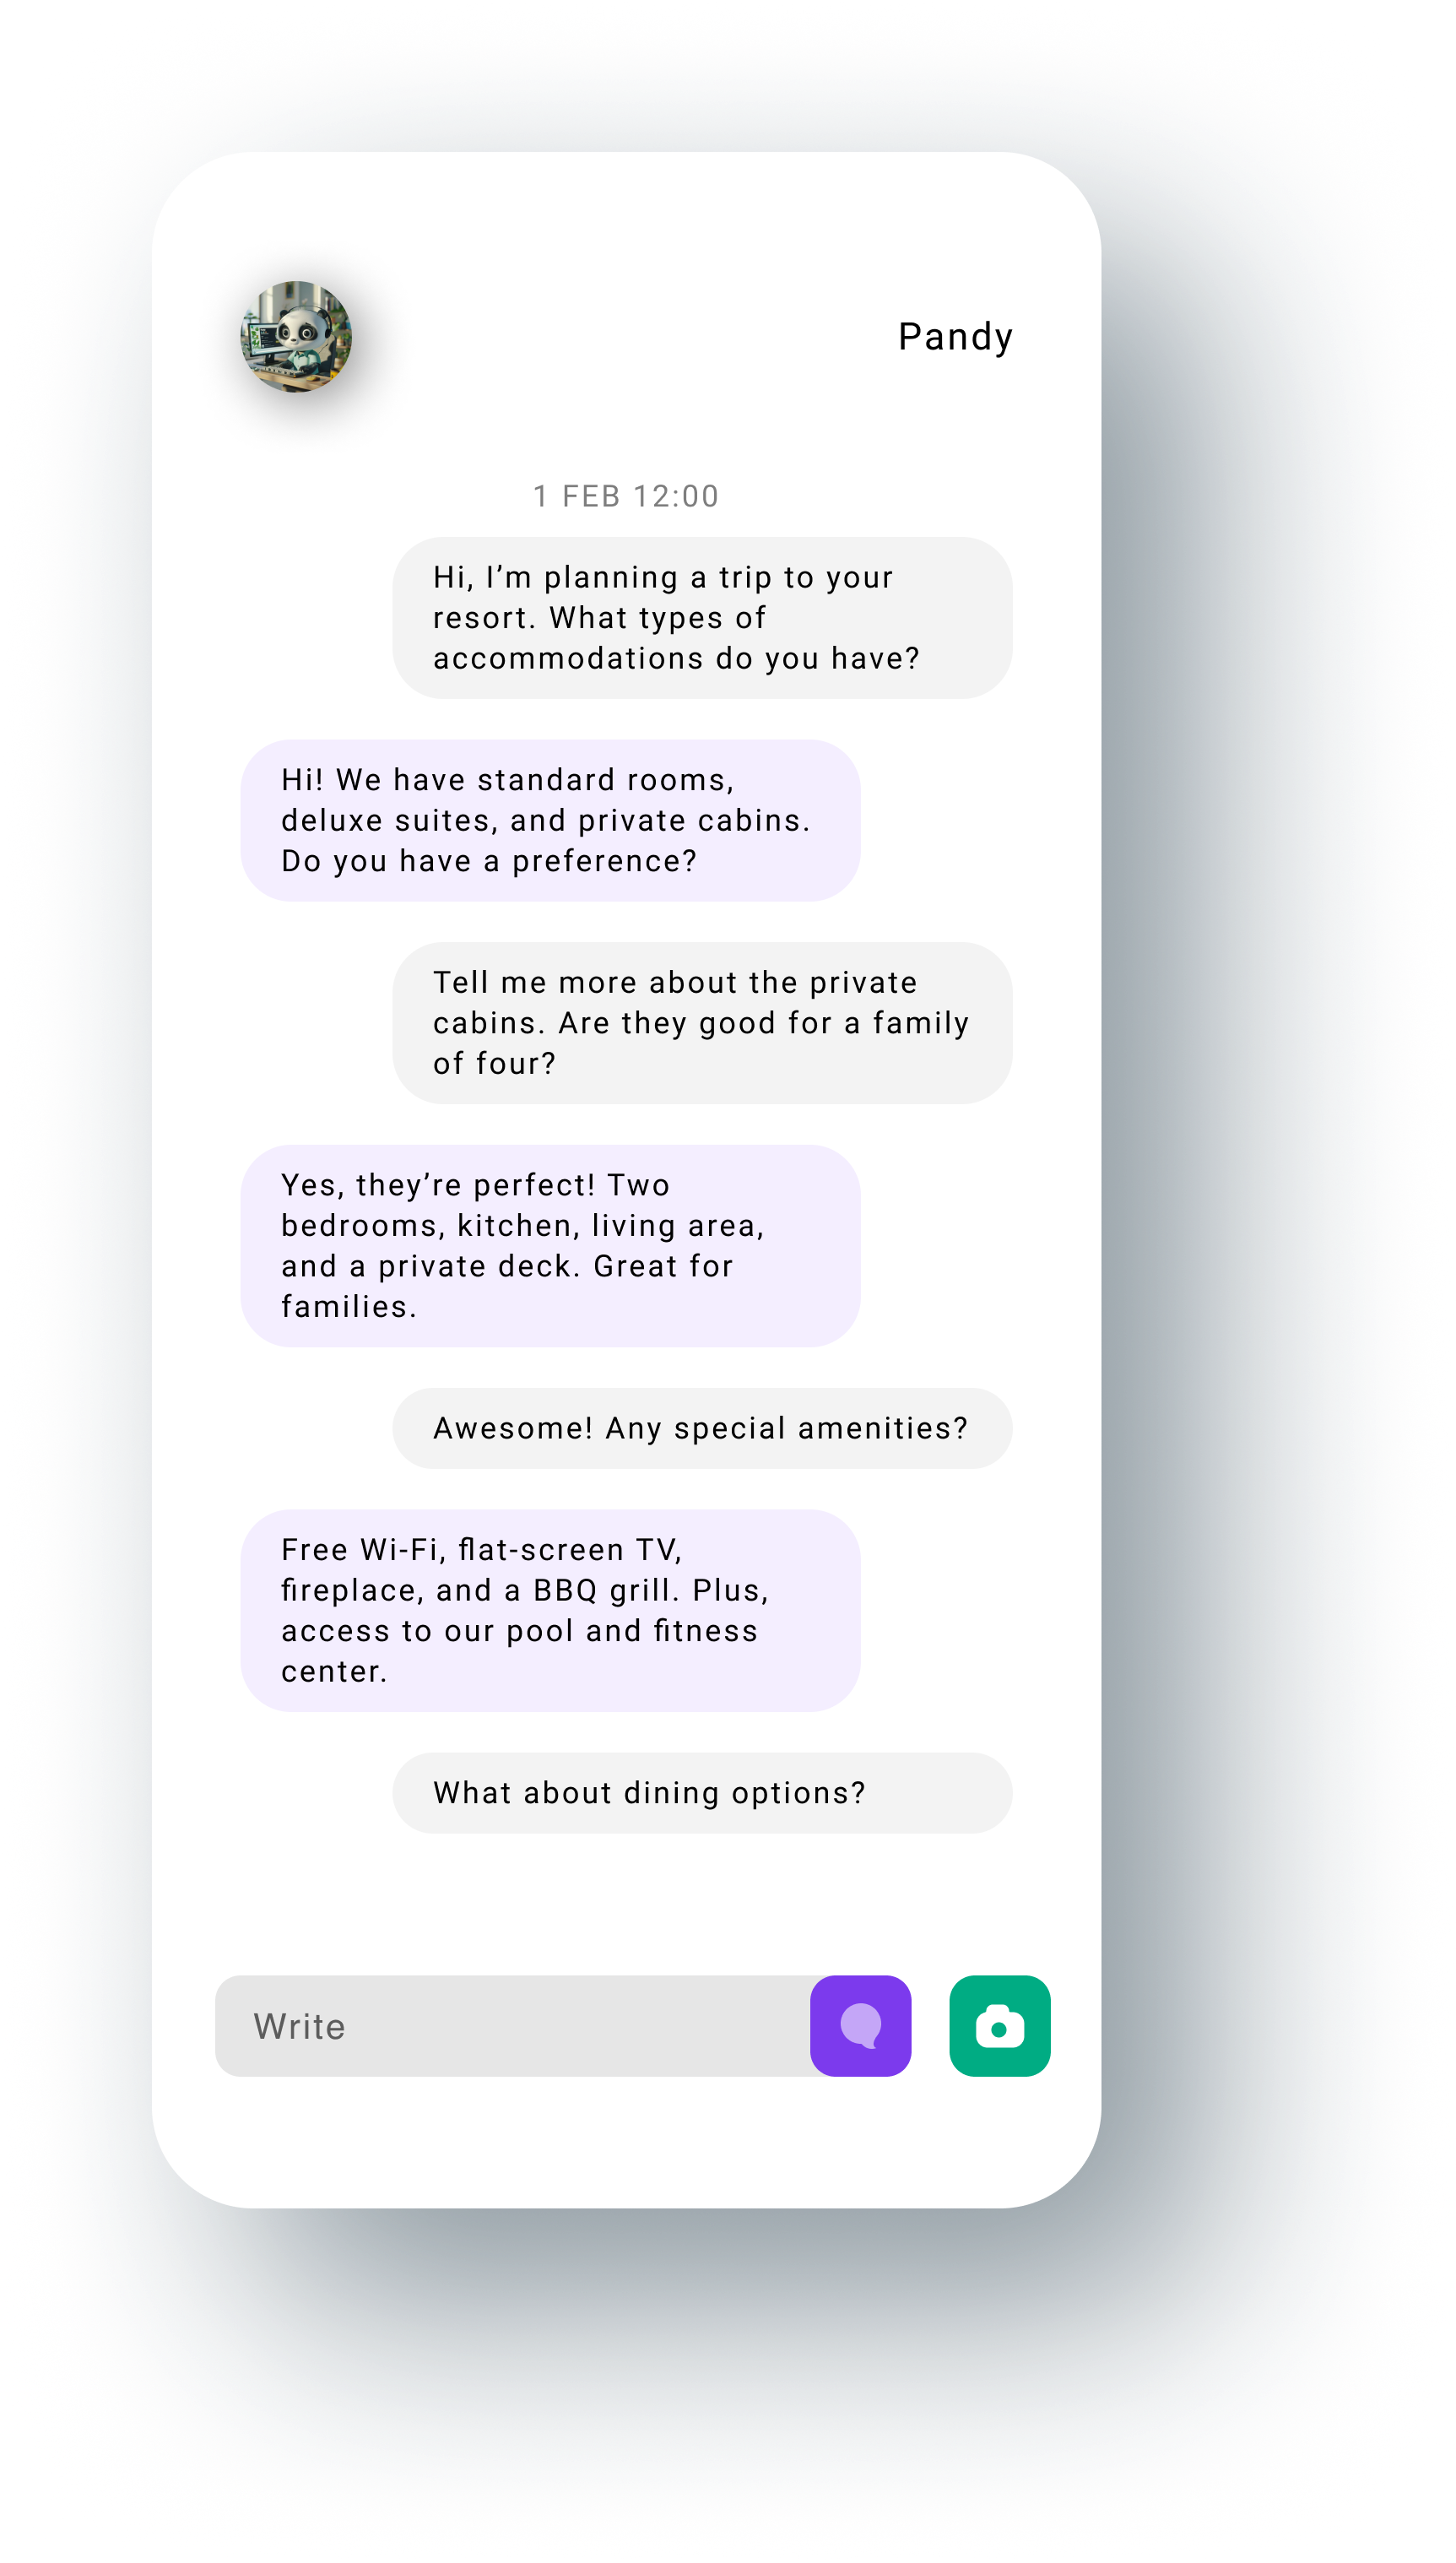 Pandy
1 FEB 12:00
Hi, I’m planning a trip to your
resort. What types of
accommodations do you have?
Hi! We have standard rooms,
deluxe suites, and private cabins.
Do you have a preference?
Tell me more about the private
cabins. Are they good for a family
of four?
Yes, they’re perfect! Two
bedrooms, kitchen, living area,
and a private deck. Great for
families.
Awesome! Any special amenities?
Free Wi-Fi, flat-screen TV,
fireplace, and a BBQ grill. Plus,
access to our pool and fitness
center.
What about dining options?
Write